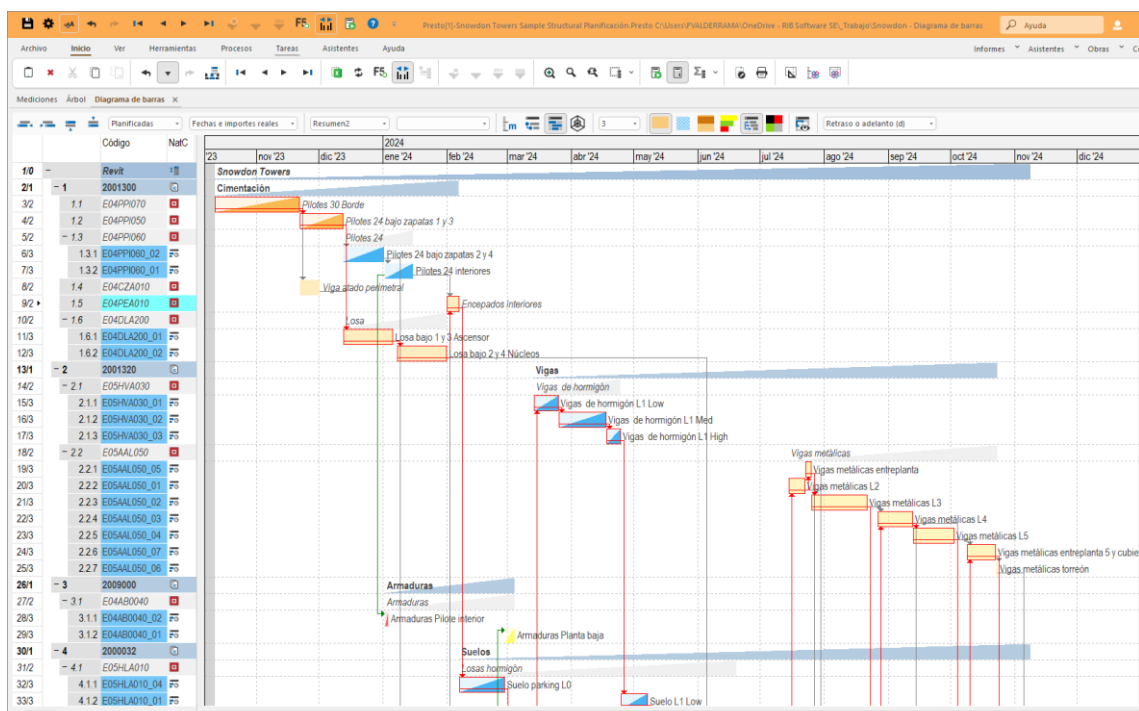 F5 Presto[1]-Snowdon Towers Sample Structural Planificación.Presto C:\Users\FVALDERRAMA\OneDrive - RIB Software SE\_Trabajo\Snowdon - Diagrama de barras Ayuda
Archivo Inicio Ver Herramientas Procesos Tareas Asistentes Ayuda Informes Asistentes Obras
F5
Mediciones Árbol Diagrama de barras ×
Planificadas Fechas e importes reales Resumen2 3 Retraso o adelanto (d)
Código NatC 2024
'23 nov '23 dic '23 ene '24 feb '24 mar '24 abr '24 may '24 jun '24 jul '24 ago '24 sep '24 oct '24 nov '24 dic '24
1/0 − Revit Snowdon Towers
2/1 − 1 2001300 Cimentación
3/2 1.1 E04PPI070 Pilotes 30 Borde
4/2 1.2 E04PPI050 Pilotes 24 bajo zapatas 1 y 3
5/2 − 1.3 E04PPI060 Pilotes 24
6/3 1.3.1 E04PPI060_02 Pilotes 24 bajo zapatas 2 y 4
7/3 1.3.2 E04PPI060_01 Pilotes 24 interiores
8/2 1.4 E04CZA010 Viga atado perimetral
9/2 1.5 E04PEA010 Encepados interiores
10/2 − 1.6 E04DLA200 Losa
11/3 1.6.1 E04DLA200_01 Losa bajo 1 y 3 Ascensor
12/3 1.6.2 E04DLA200_02 Losa bajo 2 y 4 Núcleos
13/1 − 2 2001320 Vigas
14/2 − 2.1 E05HVA030 Vigas de hormigón
15/3 2.1.1 E05HVA030_01 Vigas de hormigón L1 Low
16/3 2.1.2 E05HVA030_02 Vigas de hormigón L1 Med
17/3 2.1.3 E05HVA030_03 Vigas de hormigón L1 High
18/2 − 2.2 E05AAL050 Vigas metálicas
19/3 2.2.1 E05AAL050_05 Vigas metálicas entreplanta
20/3 2.2.2 E05AAL050_01 Vigas metálicas L2
21/3 2.2.3 E05AAL050_02 Vigas metálicas L3
22/3 2.2.4 E05AAL050_03 Vigas metálicas L4
23/3 2.2.5 E05AAL050_04 Vigas metálicas L5
24/3 2.2.6 E05AAL050_07 Vigas metálicas entreplanta 5 y cubie
25/3 2.2.7 E05AAL050_06 Vigas metálicas torreón
26/1 − 3 2009000 Armaduras
27/2 − 3.1 E04AB0040 Armaduras
28/3 3.1.1 E04AB0040_02 Armaduras Pilote interior
29/3 3.1.2 E04AB0040_01 Armaduras Planta baja
30/1 − 4 2000032 Suelos
31/2 − 4.1 E05HLA010 Losas hormigón
32/3 4.1.1 E05HLA010_04 Suelo parking L0
33/3 4.1.2 E05HLA010_01 Suelo L1 Low